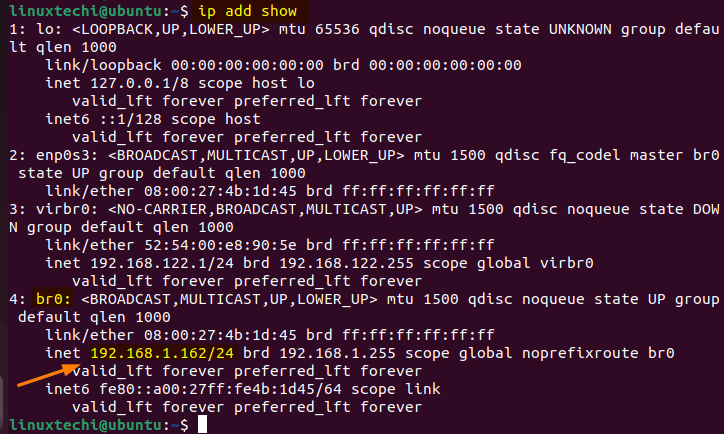 linuxtechi@ubuntu:~$ ip add show
1: lo: <LOOPBACK,UP,LOWER_UP> mtu 65536 qdisc noqueue state UNKNOWN group defau
lt qlen 1000
    link/loopback 00:00:00:00:00:00 brd 00:00:00:00:00:00
    inet 127.0.0.1/8 scope host lo
       valid_lft forever preferred_lft forever
    inet6 ::1/128 scope host
       valid_lft forever preferred_lft forever
2: enp0s3: <BROADCAST,MULTICAST,UP,LOWER_UP> mtu 1500 qdisc fq_codel master br0
 state UP group default qlen 1000
    link/ether 08:00:27:4b:1d:45 brd ff:ff:ff:ff:ff:ff
3: virbr0: <NO-CARRIER,BROADCAST,MULTICAST,UP> mtu 1500 qdisc noqueue state DOW
N group default qlen 1000
    link/ether 52:54:00:e8:90:5e brd ff:ff:ff:ff:ff:ff
    inet 192.168.122.1/24 brd 192.168.122.255 scope global virbr0
       valid_lft forever preferred_lft forever
4: br0: <BROADCAST,MULTICAST,UP,LOWER_UP> mtu 1500 qdisc noqueue state UP group
 default qlen 1000
    link/ether 08:00:27:4b:1d:45 brd ff:ff:ff:ff:ff:ff
    inet 192.168.1.162/24 brd 192.168.1.255 scope global noprefixroute br0
       valid_lft forever preferred_lft forever
    inet6 fe80::a00:27ff:fe4b:1d45/64 scope link
       valid_lft forever preferred_lft forever
linuxtechi@ubuntu:~$